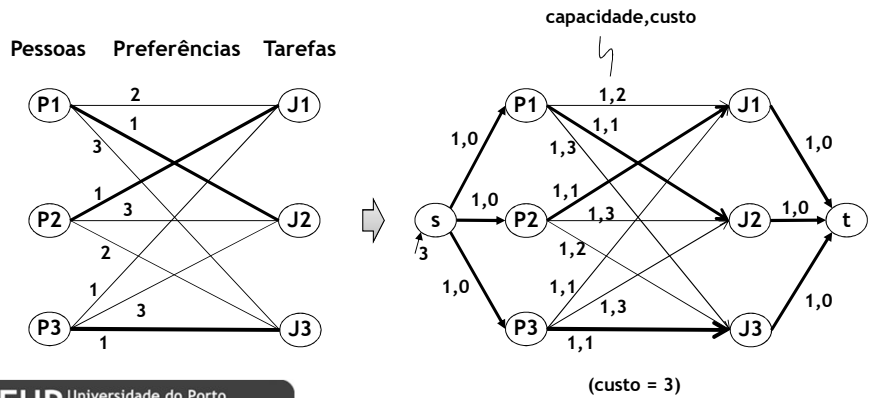 capacidade,custo
Pessoas Preferências Tarefas
P1 2 J1
1
3
1
P2 3 J2
2
1
3
P3 1 J3
P1 1,2 J1
1,1
1,3
1,0 1,0
1,1
s 1,0 P2 1,3 J2 1,0 t
3
1,2
1,0 1,1 1,0
1,3
P3 1,1 J3
(custo = 3)
Universidade do Porto